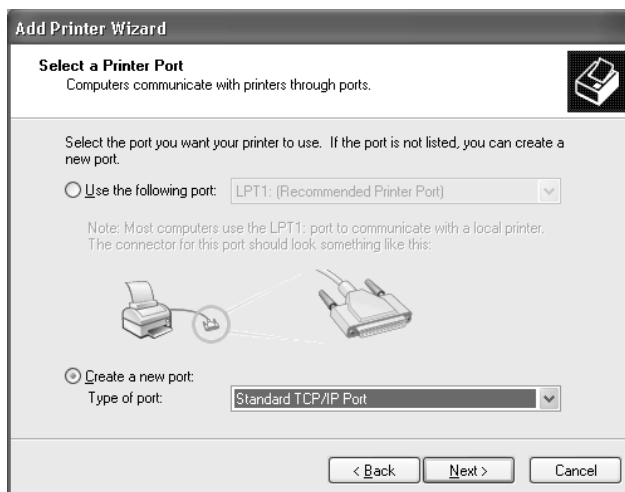 Add Printer Wizard
Select a Printer Port
Computers communicate with printers through ports.
Select the port you want your printer to use. If the port is not listed, you can create a
new port.
Use the following port: LPT1: (Recommended Printer Port)
Note: Most computers use the LPT1: port to communicate with a local printer.
The connector for this port should look something like this:
Create a new port:
Type of port: Standard TCP/IP Port
< Back Next > Cancel